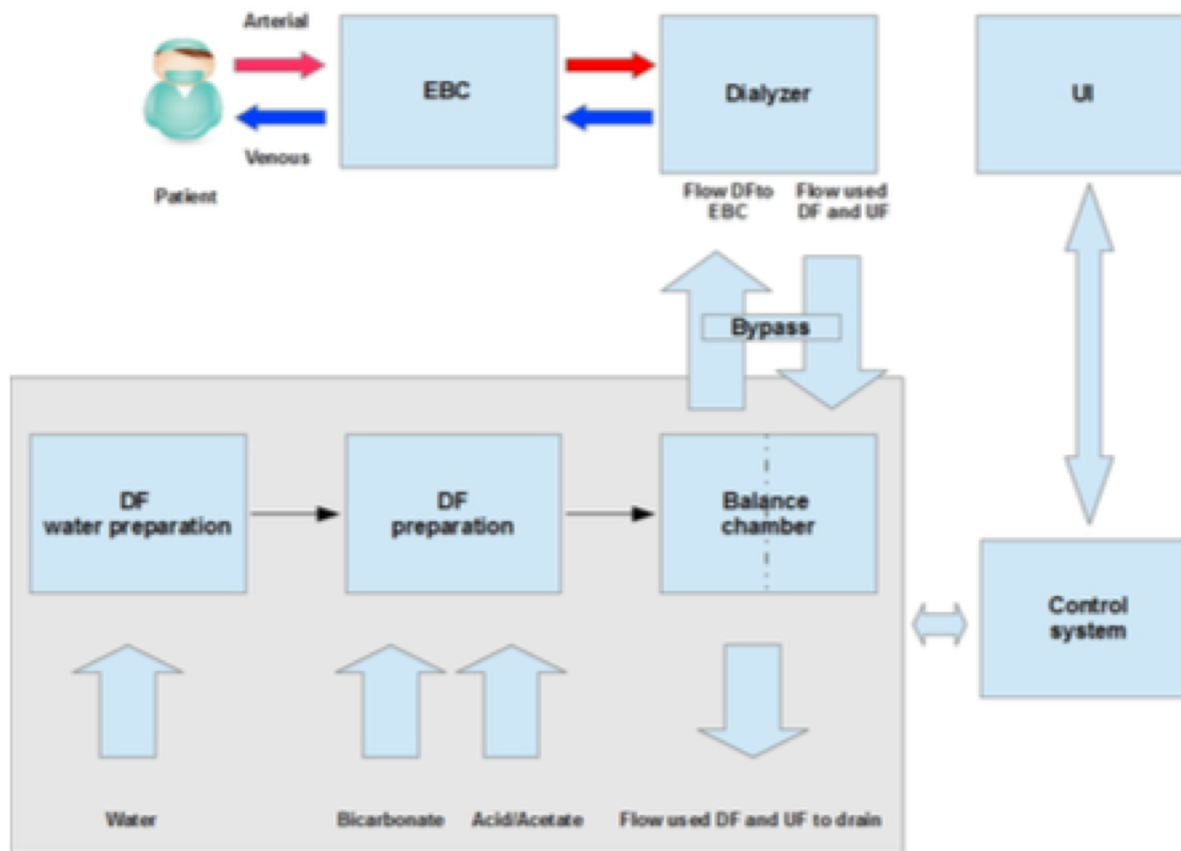 Arterial
EBC
Dialyzer
UI
Venous
Patient
Flow DFto
EBC
Flow used
DF and UF
Bypass
DF
water preparation
DF
preparation
Balance
chamber
Control
system
Water
Bicarbonate
Acid/Acetate
Flow used DF and UF to drain